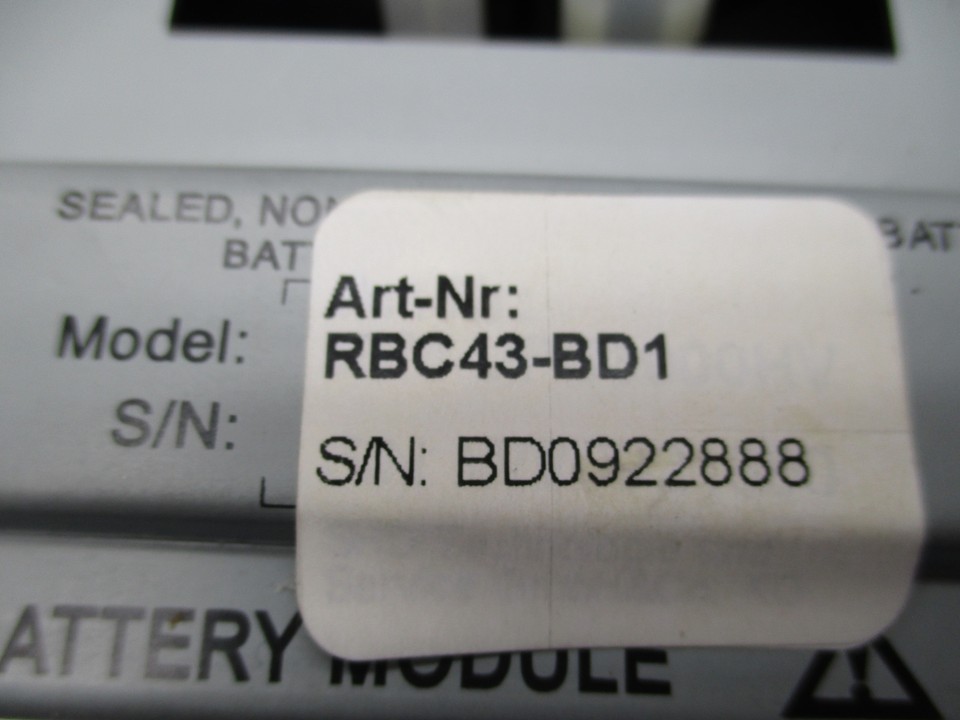 SEALED, NON
BATT
BAT
Model:
S/N:
Art-Nr:
RBC43-BD1
S/N: BD0922888
ATTERY MODULE